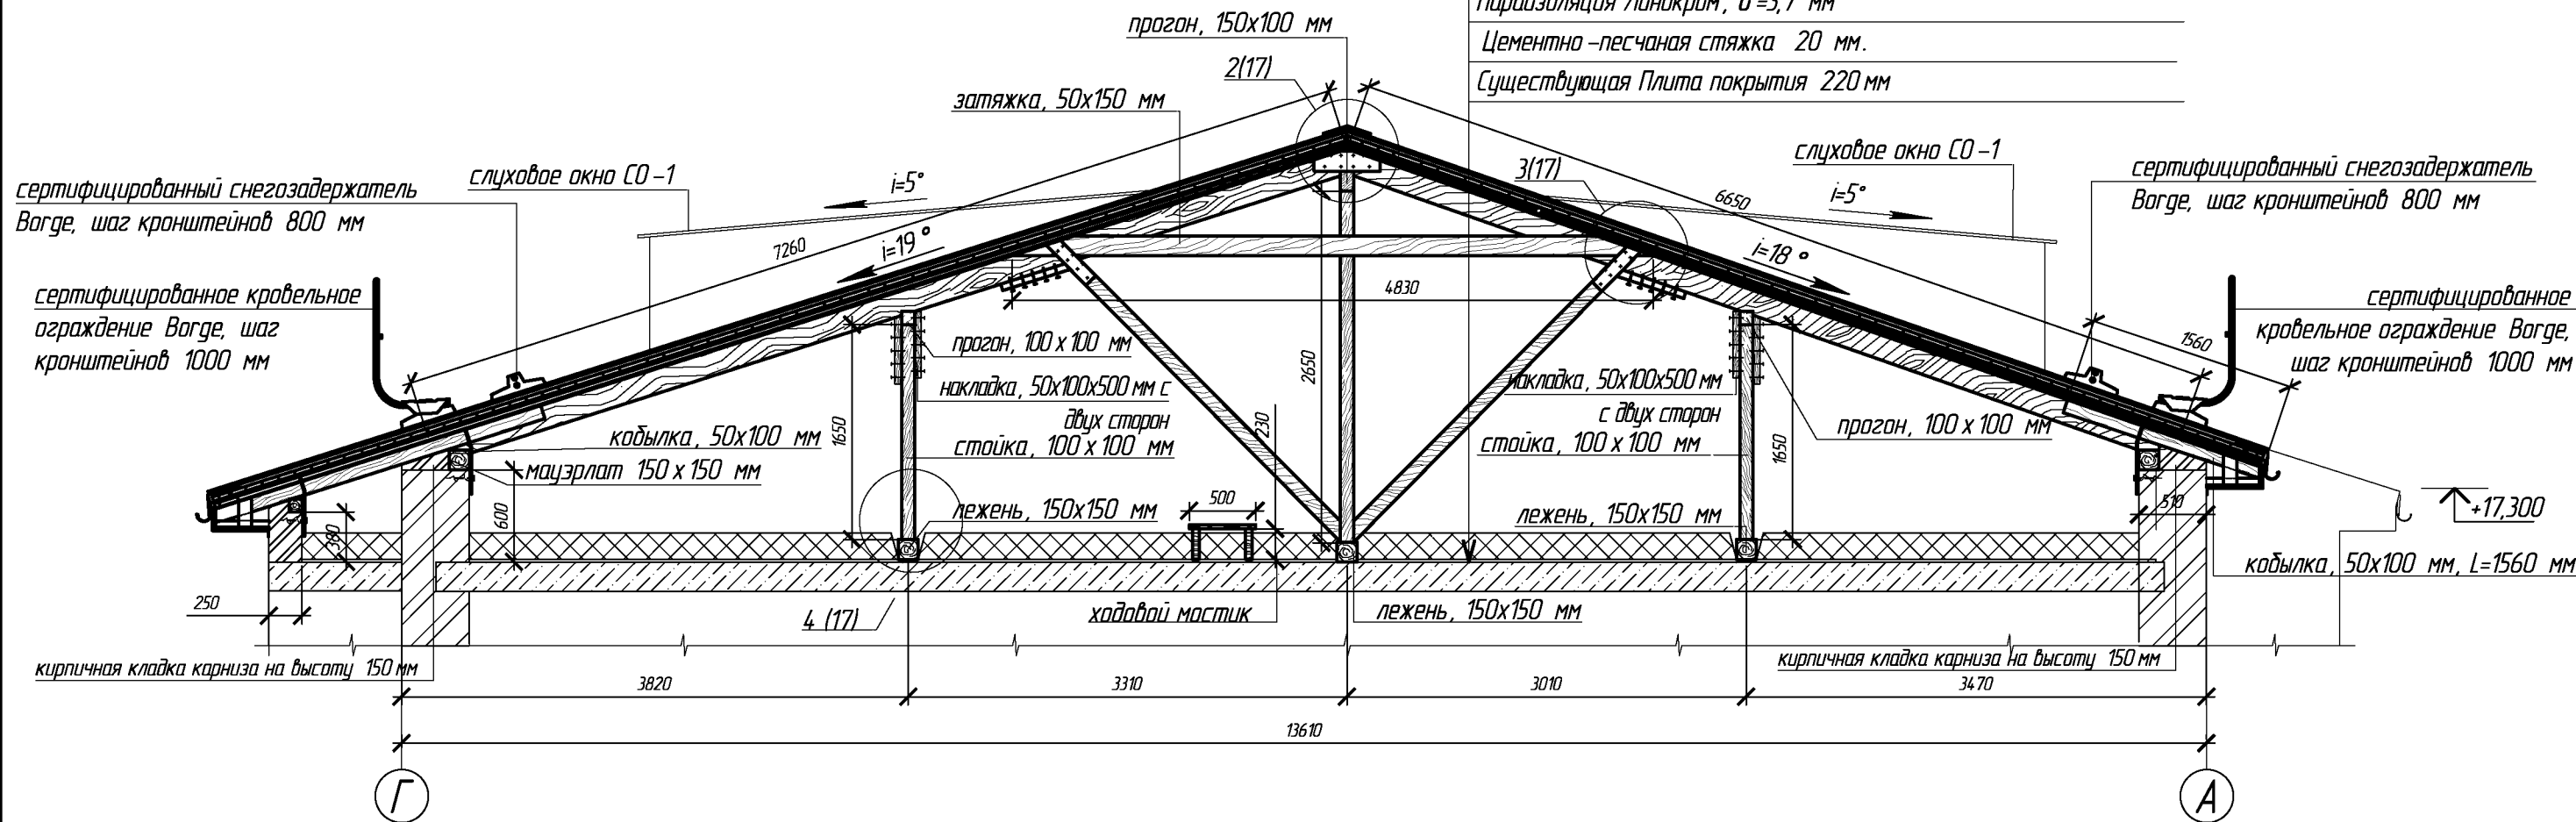 Пароизоляция Линокром, δ=3,7 мм
прогон, 150х100 мм
Цементно-песчаная стяжка 20 мм.
2(17)
Существующая Плита покрытия 220 мм
затяжка, 50х150 мм
слуховое окно СО-1
сертифицированный снегозадержатель
Borge, шаг кронштейнов 800 мм
слуховое окно СО-1
i=5°
3(17)
сертифицированный снегозадержатель
Borge, шаг кронштейнов 800 мм
6650
i=5°
7260
i=19°
i=18°
сертифицированное кровельное
ограждение Borge, шаг
кронштейнов 1000 мм
4830
сертифицированное
кровельное ограждение Borge,
шаг кронштейнов 1000 мм
1560
прогон, 100 х 100 мм
2650
накладка, 50х100х500 мм с
двух сторон
накладка, 50х100х500 мм
с двух сторон
1650
230
1650
кобылка, 50х100 мм
стойка, 100 х 100 мм
стойка, 100 х 100 мм
прогон, 100 х 100 мм
мауэрлат 150 х 150 мм
600
380
лежень, 150х150 мм
500
лежень, 150х150 мм
510
+17,300
кобылка, 50х100 мм, L=1560 мм
250
4 (17)
ходовой мостик
лежень, 150х150 мм
кирпичная кладка карниза на высоту 150 мм
кирпичная кладка карниза на высоту 150 мм
3820
3310
3010
3470
13610
Г
А